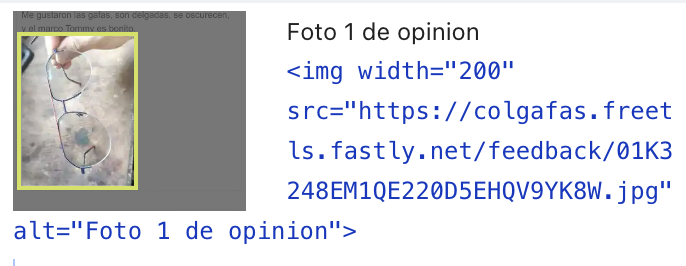 Me gustaron las gafas, son delgadas, se oscurecen,
y el marco Tommy es bonito.
Foto 1 de opinion
<img width="200"
src="https://colgafas.freet
ls.fastly.net/feedback/01K3
248EM1QE220D5EHQV9YK8W.jpg"
alt="Foto 1 de opinion">